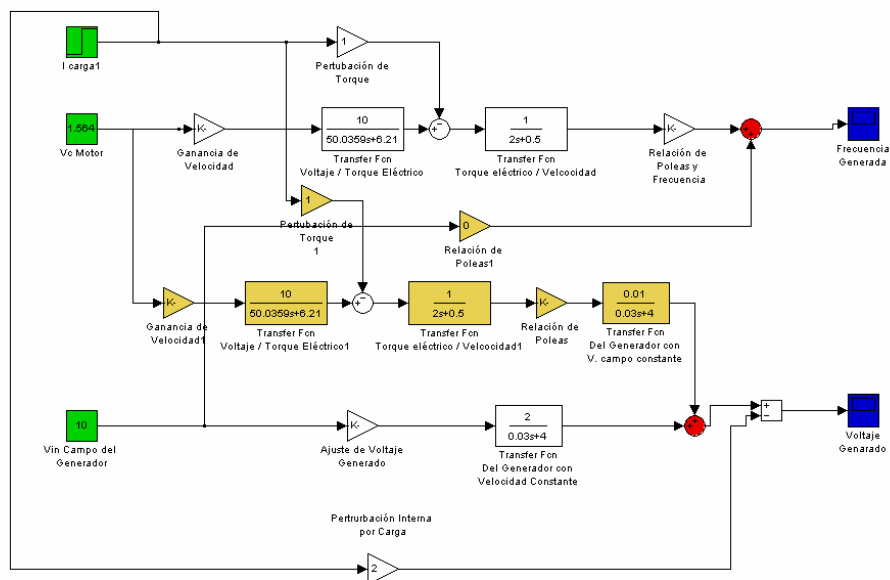 I carga1
1
Pertubación de
Torque
1.564
Vc Motor
K-
Ganancia de
Velocidad
10
50.0359s+6.21
Transfer Fcn
Voltaje / Torque Eléctrico
1
2s+0.5
Transfer Fcn
Torque eléctrico / Velcocidad
K-
Relación de
Poleas y
Frecuencia
Frecuencia
Generada
1
Pertubación de
Torque
1
0
Relación de
Poleas1
K-
Ganancia de
Velocidad1
10
50.0359s+6.21
Transfer Fcn
Voltaje / Torque Eléctrico1
1
2s+0.5
Transfer Fcn
Torque eléctrico / Velcocidad1
K-
Relación de
Poleas
0.01
0.03s+4
Transfer Fcn
Del Generador con
V. campo constante
10
Vin Campo del
Generador
K-
Ajuste de Voltaje
Generado
2
0.03s+4
Transfer Fcn
Del Generador con
Velocidad Constante
Voltaje
Genarado
Pertrurbación Interna
por Carga
2